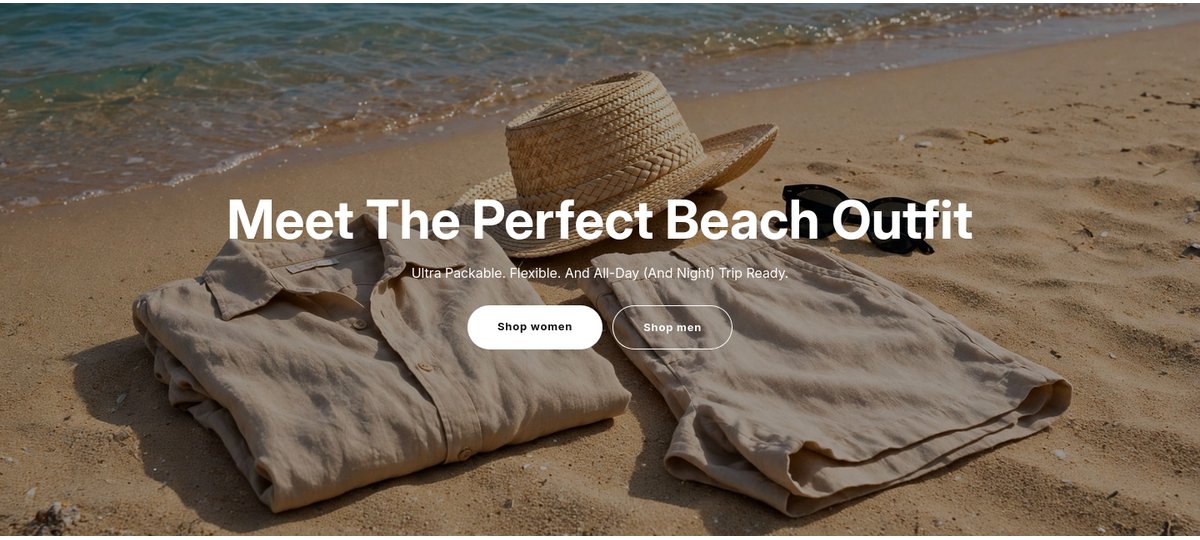 Meet The Perfect Beach Outfit
Ultra Packable. Flexible. And All-Day (And Night) Trip Ready.
Shop women
Shop men